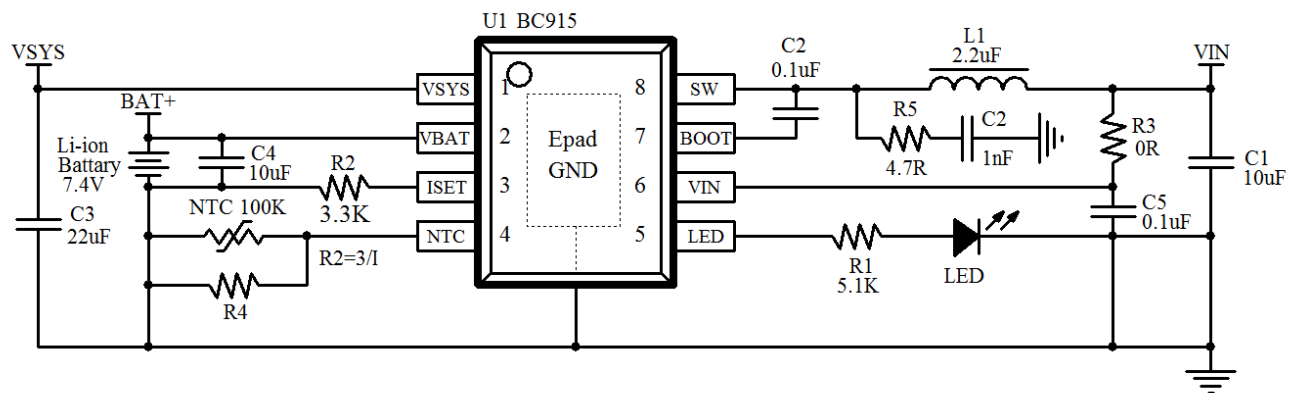 U1 BC915
VSYS
BAT+
Li-ion
Battary
7.4V
C3
22uF
C4
10uF
R2
3.3K
NTC 100K
R2=3/I
R4
VSYS
VBAT
ISET
NTC
1
2
3
4
Epad
GND
8
7
6
5
SW
BOOT
VIN
LED
C2
0.1uF
L1
2.2uF
VIN
R5
4.7R
C2
1nF
R3
0R
C1
10uF
C5
0.1uF
R1
5.1K
LED